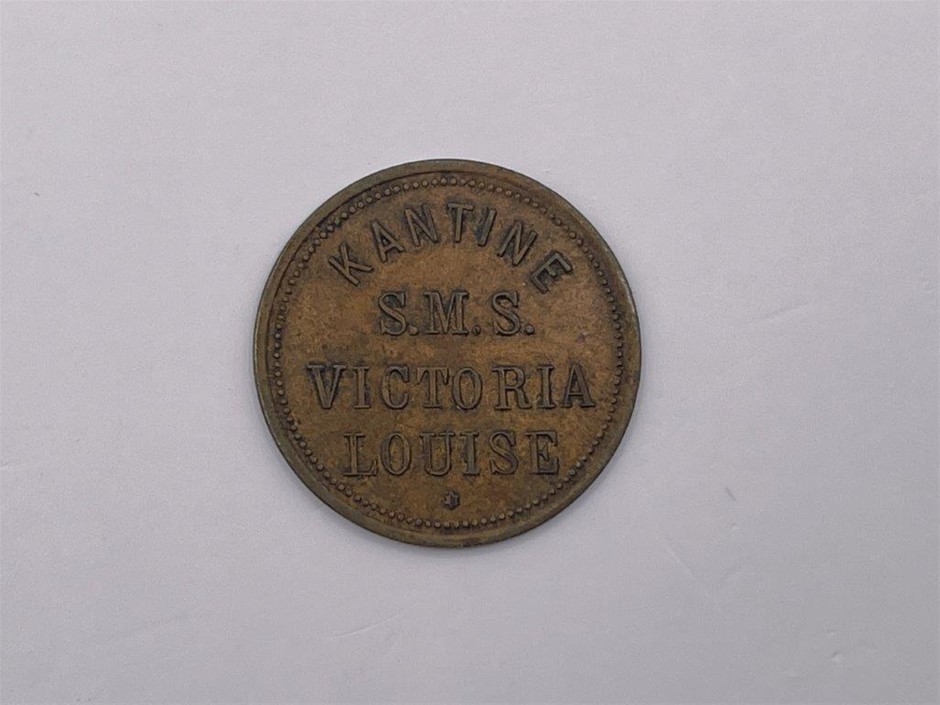 KANTINE
S.M.S.
VICTORIA
LOUISE